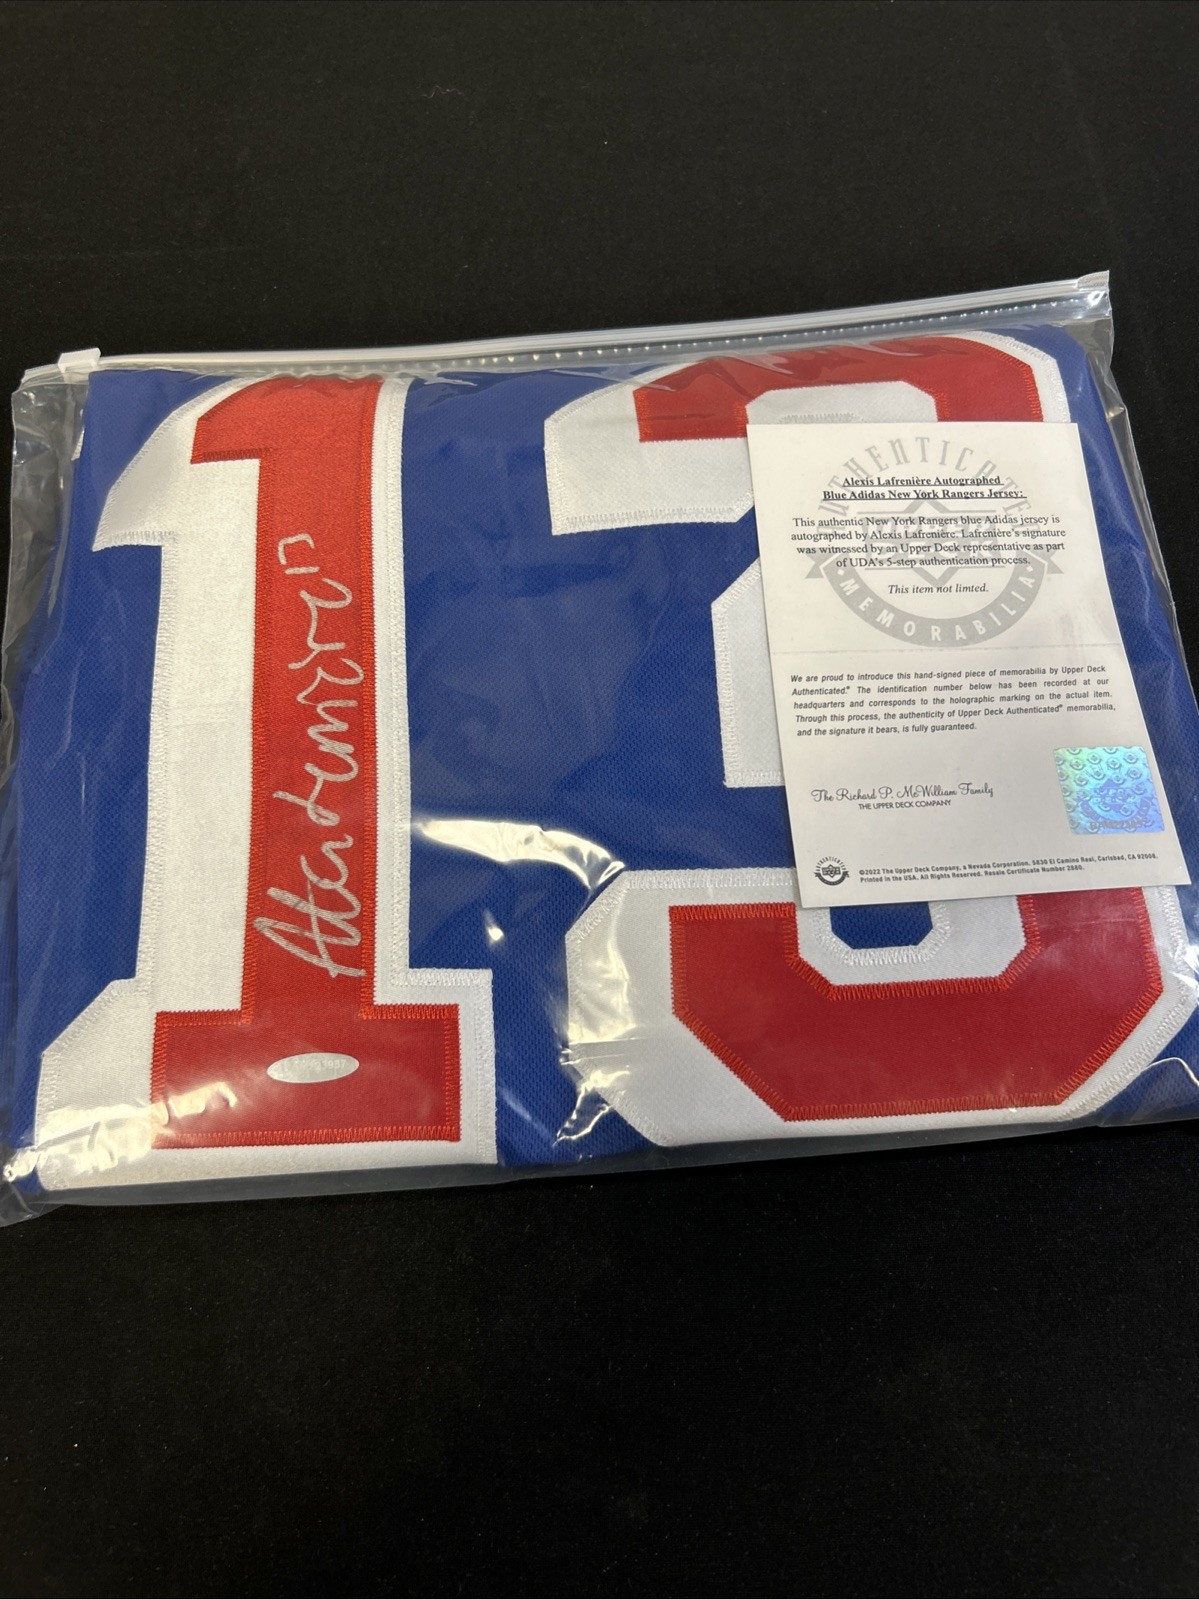 13
AUTHENTICATED
Alexis Lafrenière Autographed
Blue Adidas New York Rangers Jersey:
This authentic New York Rangers blue Adidas jersey is
autographed by Alexis Lafrenière. Lafrenière's signature
was witnessed by an Upper Deck representative as part
of UDA's 5-step authentication process.
This item not limted.
MEMORABILIA
We are proud to introduce this hand-signed piece of memorabilia by Upper Deck
Authenticated.® The identification number below has been recorded at our
headquarters and corresponds to the holographic marking on the actual item.
Through this process, the authenticity of Upper Deck Authenticated® memorabilia,
and the signature it bears, is fully guaranteed.
The Richard P. McWilliam Family
THE UPPER DECK COMPANY
©2022 The Upper Deck Company, a Nevada Corporation, 5830 El Camino Real, Carlsbad, CA 92008.
Printed in the USA. All Rights Reserved. Resale Certificate Number 2880.